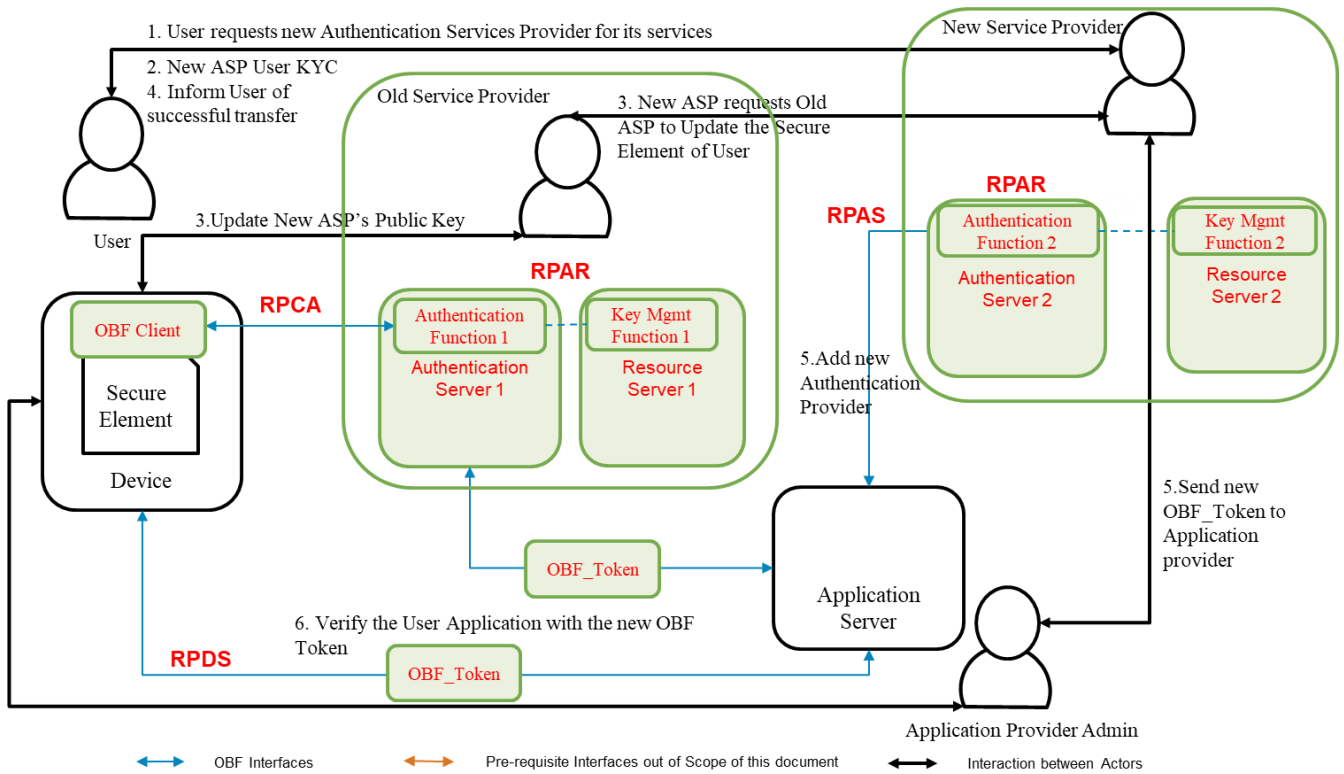 1. User requests new Authentication Services Provider for its services
New Service Provider
2. New ASP User KYC
4. Inform User of
successful transfer
Old Service Provider
3. New ASP requests Old
ASP to Update the Secure
Element of User
3.Update New ASP's Public Key
User
RPAR
RPAS
Authentication
Function 2
Key Mgmt
Function 2
Authentication
Server 2
Resource
Server 2
RPAR
RPCA
OBF Client
Authentication
Function 1
Key Mgmt
Function 1
Authentication
Server 1
Resource
Server 1
Secure
Element
Device
5.Add new
Authentication
Provider
5.Send new
OBF_Token to
Application
provider
OBF_Token
Application
Server
6. Verify the User Application with the new OBF
Token
RPDS
OBF_Token
Application Provider Admin
OBF Interfaces
Pre-requisite Interfaces out of Scope of this document
Interaction between Actors